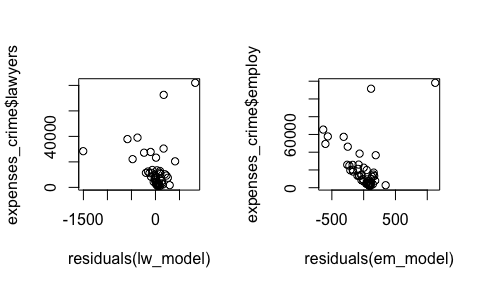 expenses_crime$lawyers
40000
0
-1500
0
residuals(lw_model)
expenses_crime$employ
60000
0
-500
500
residuals(em_model)